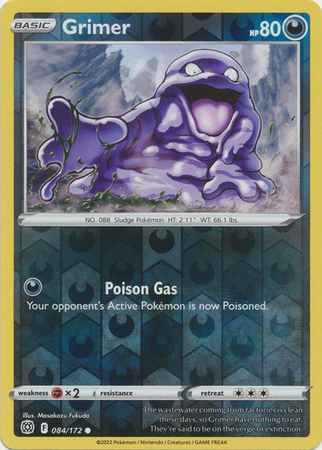 BASIC Grimer HP80
NO. 088 Sludge Pokémon HT: 2'11" WT: 66.1 lbs.
Poison Gas
Your opponent's Active Pokémon is now Poisoned.
weakness ×2 resistance retreat
Illus. Masakazu Fukuda
F 084/172
The wastewater coming from factories is clean
these days, so Grimer have nothing to eat.
They're said to be on the verge of extinction.
©2022 Pokémon / Nintendo / Creatures / GAME FREAK